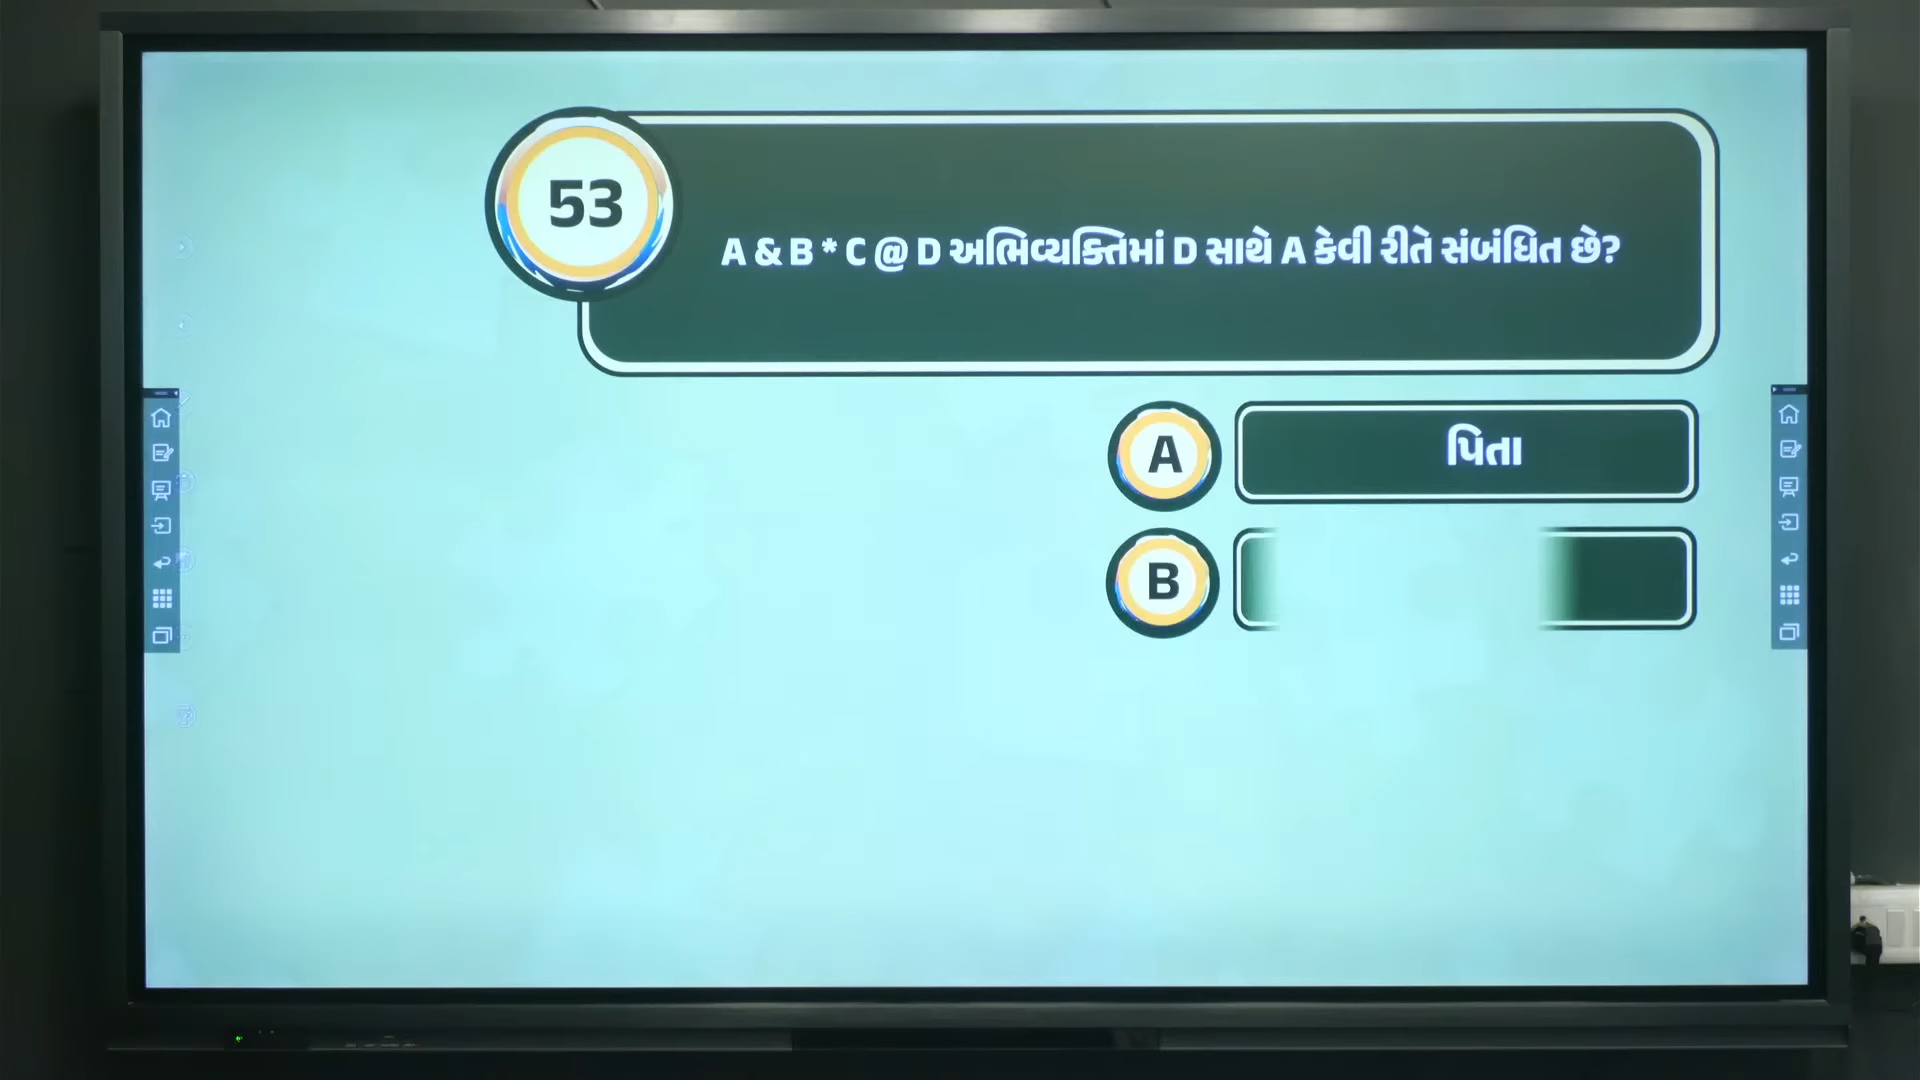 53
A & B * C @ D અભિવ્યક્તિમાં D સાથે A કેવી રીતે સંબંધિત છે?
A
પિતા
B